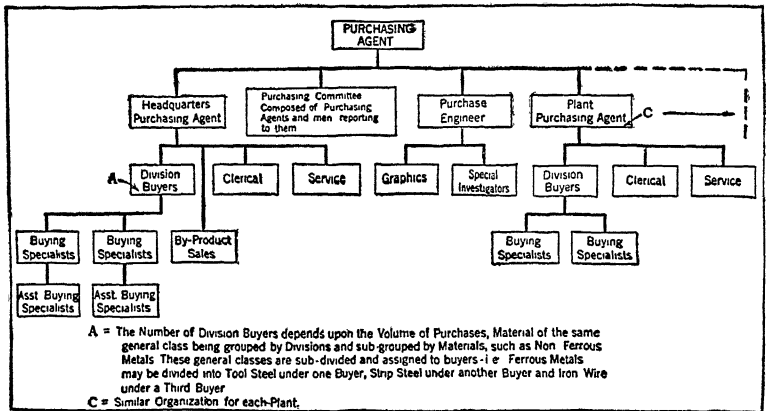 PURCHASING
AGENT
Headquarters
Purchasing Agent
Purchasing Committee
Composed of Purchasing
Agents and men reporting
to them
Purchase
Engineer
Plant
Purchasing Agent
C
A
Division
Buyers
Clerical
Service
Graphics
Special
Investigators
Division
Buyers
Clerical
Service
Buying
Specialists
Buying
Specialists
By-Product
Sales
Buying
Specialists
Buying
Specialists
Asst Buying
Specialists
Asst. Buying
Specialists
A = The Number of Division Buyers depends upon the Volume of Purchases, Material of the same
general class being grouped by Divisions and sub-grouped by Materials, such as Non Ferrous
Metals These general classes are sub-divided and assigned to buyers - i e Ferrous Metals
may be divided into Tool Steel under one Buyer, Strip Steel under another Buyer and Iron Wire
under a Third Buyer
C = Similar Organization for each Plant.